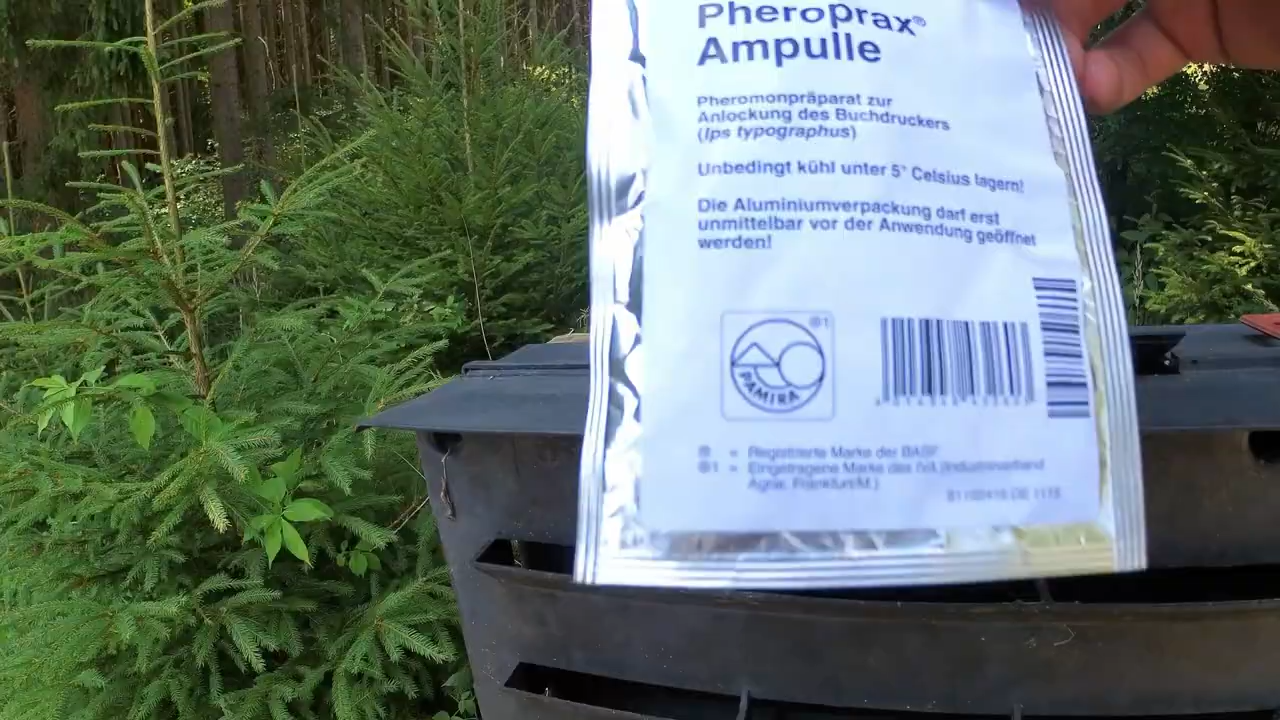 Pheroprax®
Ampulle
Pheromonpräparat zur
Anlockung des Buchdruckers
(Ips typographus)
Unbedingt kühl unter 5° Celsius lagern!
Die Aluminiumverpackung darf erst
unmittelbar vor der Anwendung geöffnet
werden!
®1
PAMIRA
® = Registrierte Marke der BASF
®1 = Eingetragene Marke des IVA (Industrieverband
Agrar, Frankfurt/M.)